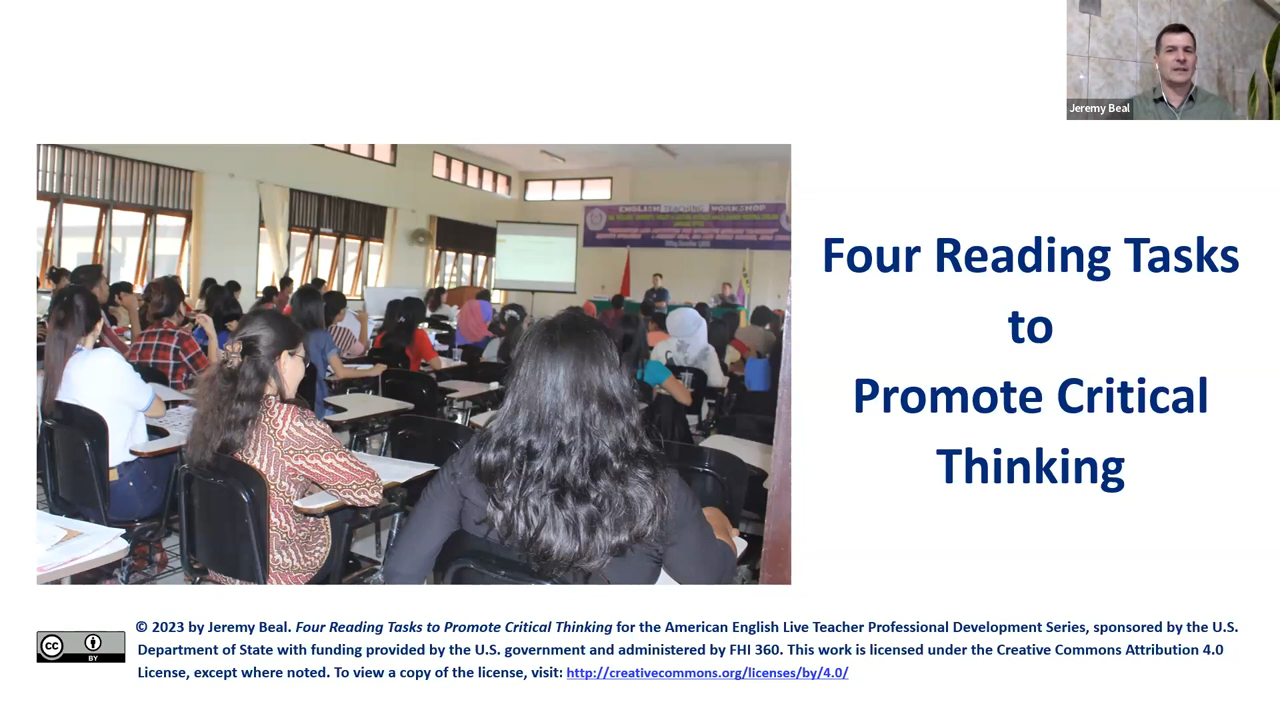 Jeremy Beal
ENGLISH TEACHING WORKSHOP
Four Reading Tasks
to
Promote Critical
Thinking
© 2023 by Jeremy Beal. Four Reading Tasks to Promote Critical Thinking for the American English Live Teacher Professional Development Series, sponsored by the U.S.
Department of State with funding provided by the U.S. government and administered by FHI 360. This work is licensed under the Creative Commons Attribution 4.0
License, except where noted. To view a copy of the license, visit: http://creativecommons.org/licenses/by/4.0/
cc
BY